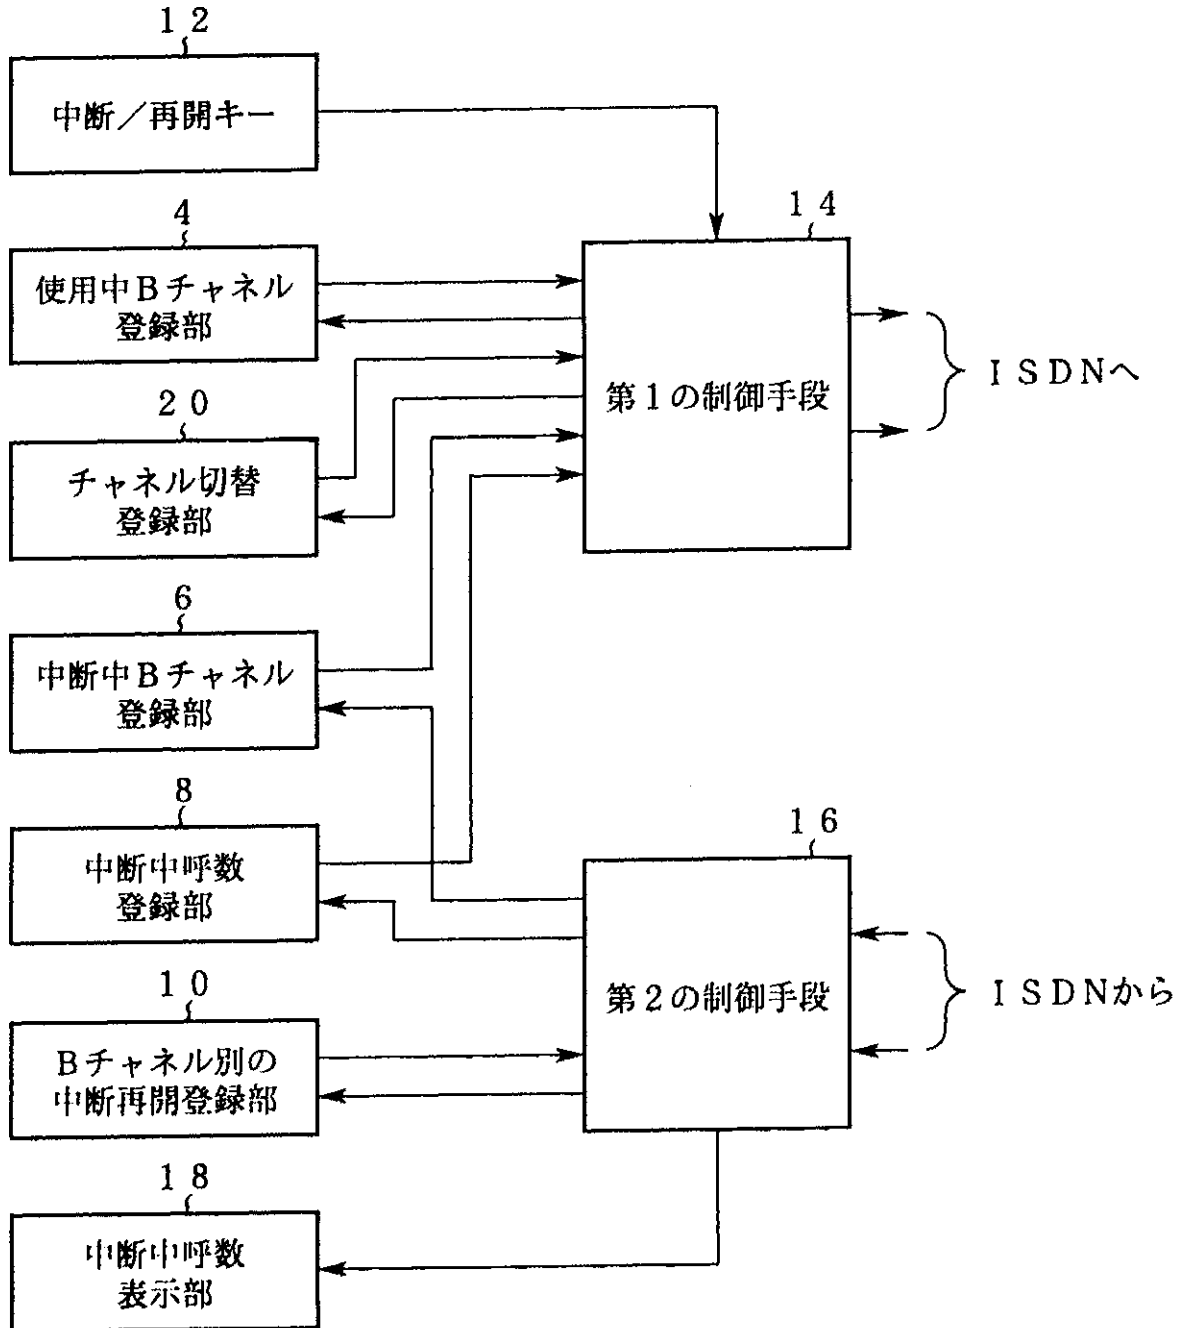 １２
中断／再開キー
４
使用中Ｂチャネル
登録部
１４
第１の制御手段
ＩＳＤＮへ
２０
チャネル切替
登録部
６
中断中Ｂチャネル
登録部
８
中断中呼数
登録部
１６
第２の制御手段
ＩＳＤＮから
１０
Ｂチャネル別の
中断再開登録部
１８
中断中呼数
表示部